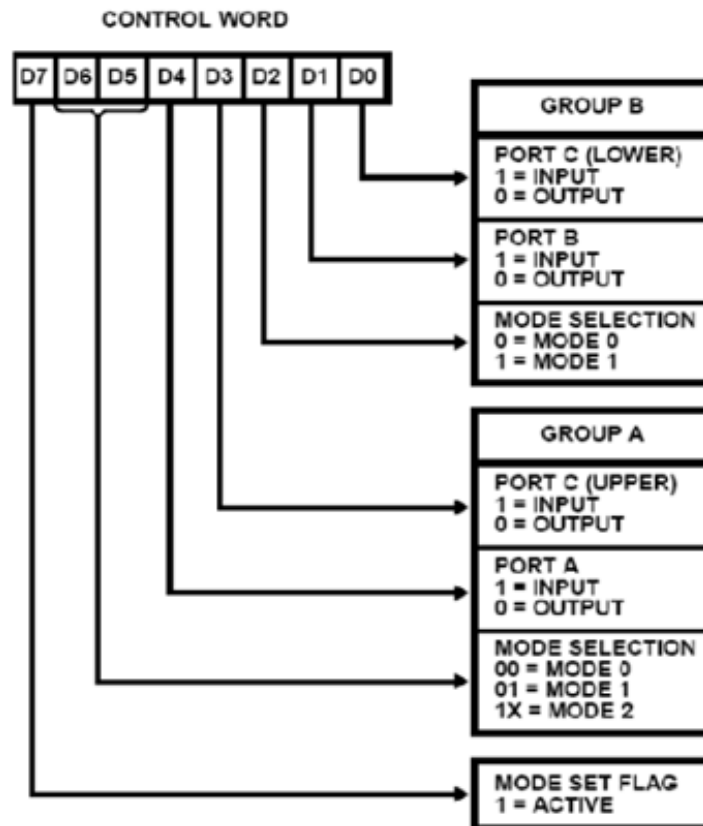 CONTROL WORD
D7 D6 D5 D4 D3 D2 D1 D0
GROUP B
PORT C (LOWER)
1 = INPUT
0 = OUTPUT
PORT B
1 = INPUT
0 = OUTPUT
MODE SELECTION
0 = MODE 0
1 = MODE 1
GROUP A
PORT C (UPPER)
1 = INPUT
0 = OUTPUT
PORT A
1 = INPUT
0 = OUTPUT
MODE SELECTION
00 = MODE 0
01 = MODE 1
1X = MODE 2
MODE SET FLAG
1 = ACTIVE